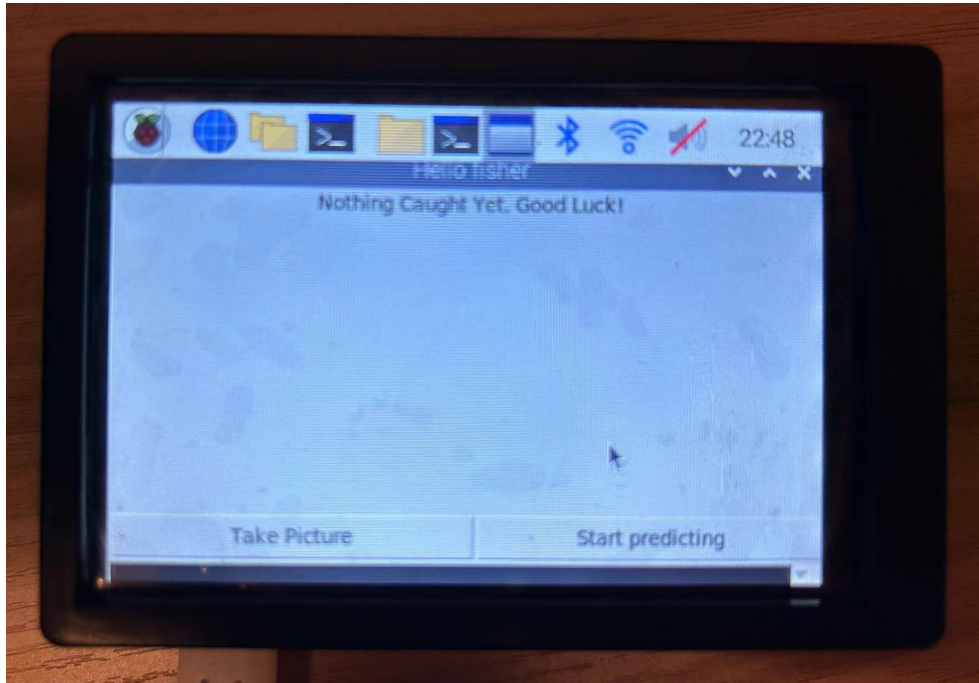 >_ >_ 22:48
Hello fisher
Nothing Caught Yet. Good Luck!
Take Picture Start predicting